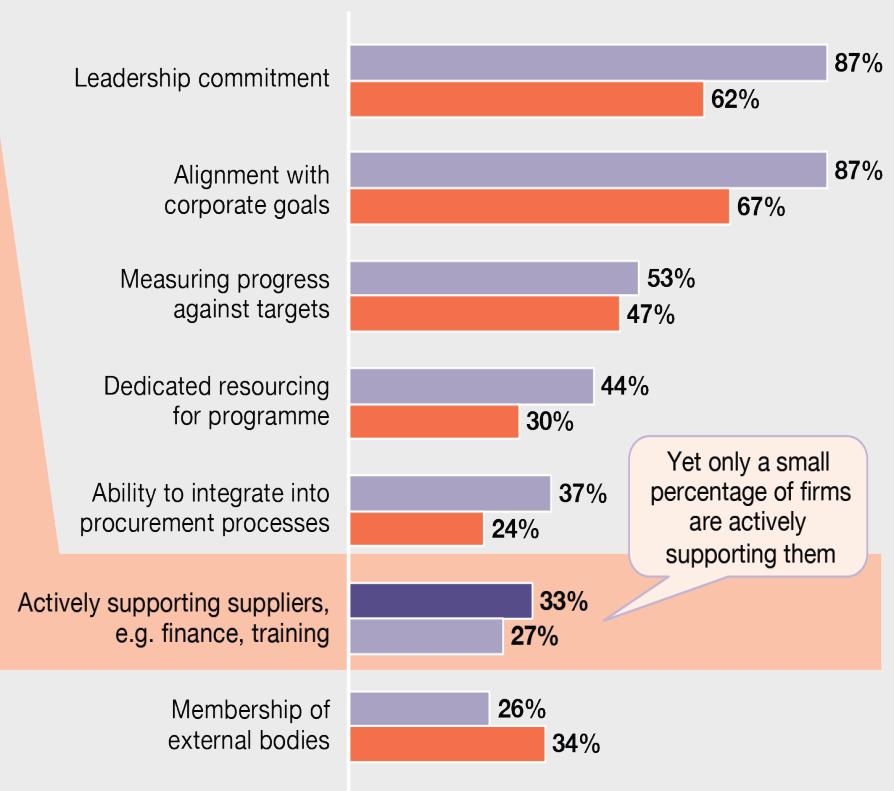 Leadership commitment
87%
62%
Alignment with
corporate goals
87%
67%
Measuring progress
against targets
53%
47%
Dedicated resourcing
for programme
44%
30%
Ability to integrate into
procurement processes
37%
24%
Yet only a small
percentage of firms
are actively
supporting them
Actively supporting suppliers,
e.g. finance, training
33%
27%
Membership of
external bodies
26%
34%